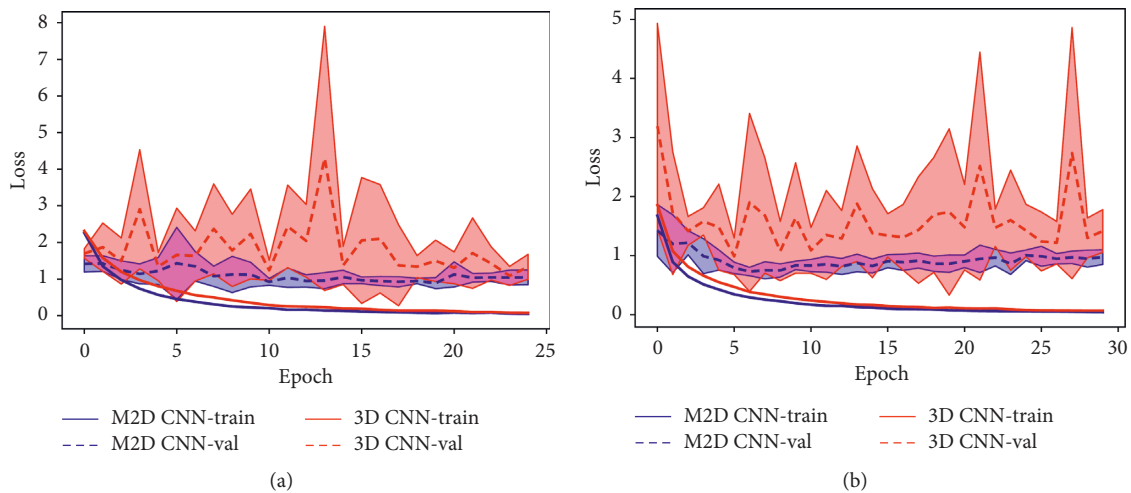 8
7
6
5
4
3
2
1
0
Loss
0 5 10 15 20 25
Epoch
M2D CNN-train 3D CNN-train
M2D CNN-val 3D CNN-val
(a)
5
4
3
2
1
0
Loss
0 5 10 15 20 25 30
Epoch
M2D CNN-train 3D CNN-train
M2D CNN-val 3D CNN-val
(b)